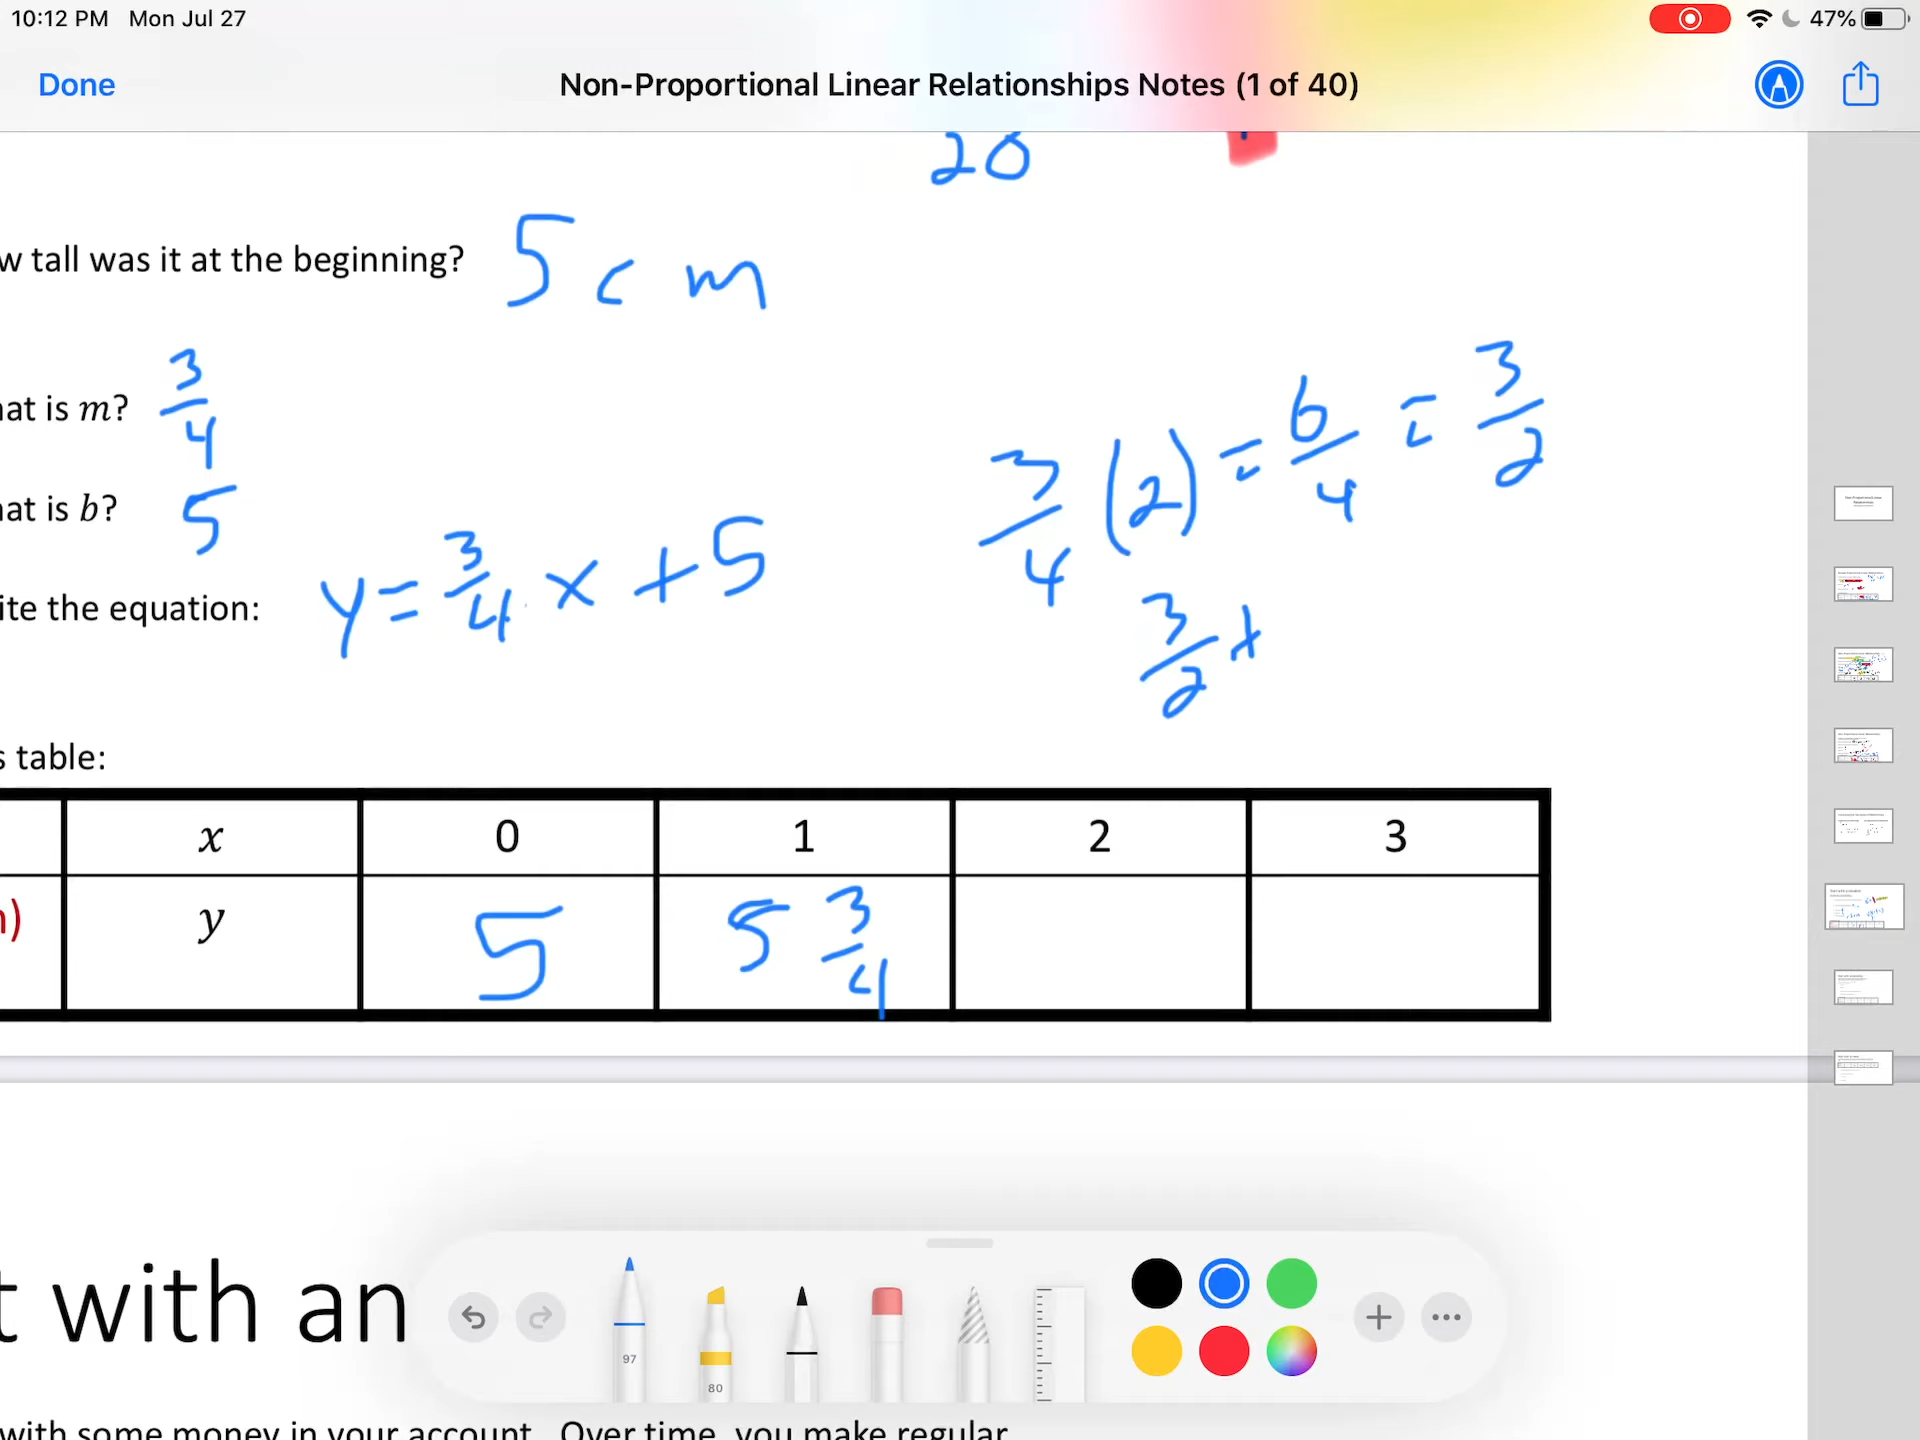 10:12 PM Mon Jul 27 47%
Done Non-Proportional Linear Relationships Notes (1 of 40)
20
w tall was it at the beginning? 5 cm
at is m? 3/4
3/4 (2) = 6/4 = 3/2
at is b? 5
ite the equation: y = 3/4 x + 5
3/2 +
s table:
x 0 1 2 3
y 5 5 3/4
t with an
97
80
with some money in your account. Over time, you make regular